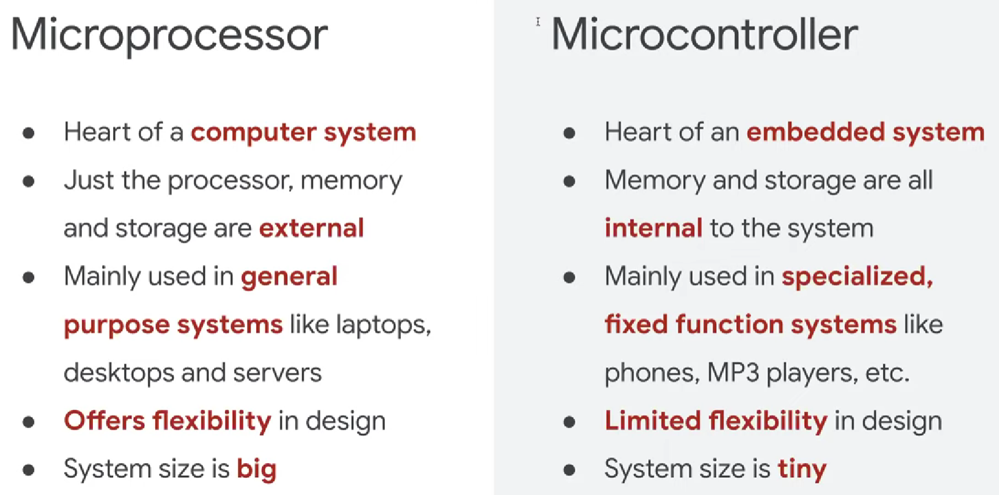 Microprocessor
● Heart of a computer system
● Just the processor, memory
and storage are external
● Mainly used in general
purpose systems like laptops,
desktops and servers
● Offers flexibility in design
● System size is big
Microcontroller
● Heart of an embedded system
● Memory and storage are all
internal to the system
● Mainly used in specialized,
fixed function systems like
phones, MP3 players, etc.
● Limited flexibility in design
● System size is tiny